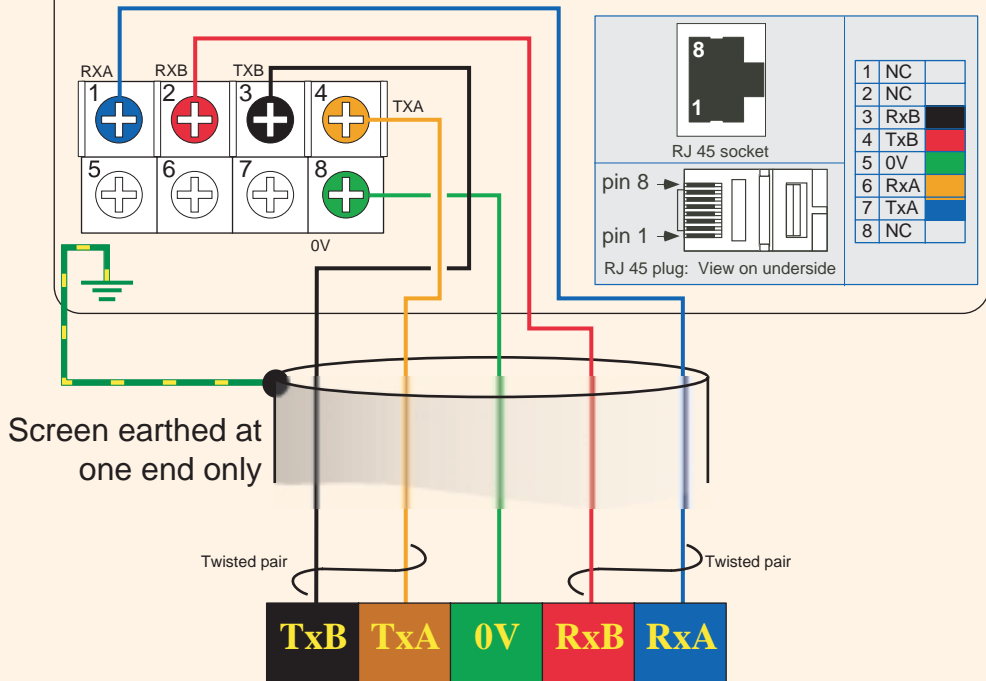 RXA
RXB
TXB
TXA
1
2
3
4
5
6
7
8
0V
8
1
RJ 45 socket
pin 8
pin 1
RJ 45 plug: View on underside
1 NC
2 NC
3 RxB
4 TxB
5 0V
6 RxA
7 TxA
8 NC
Screen earthed at
one end only
Twisted pair
Twisted pair
TxB
TxA
0V
RxB
RxA